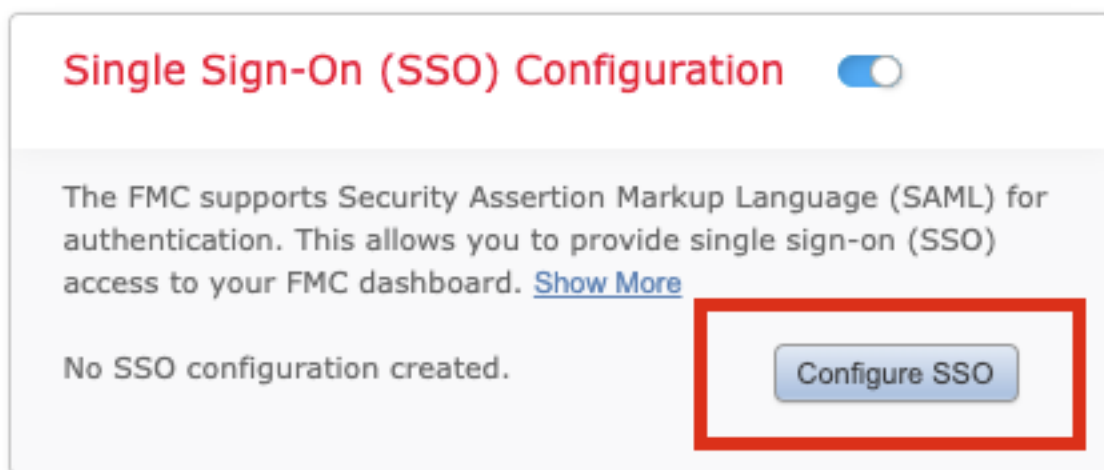 Single Sign-On (SSO) Configuration
The FMC supports Security Assertion Markup Language (SAML) for
authentication. This allows you to provide single sign-on (SSO)
access to your FMC dashboard. Show More
No SSO configuration created.
Configure SSO